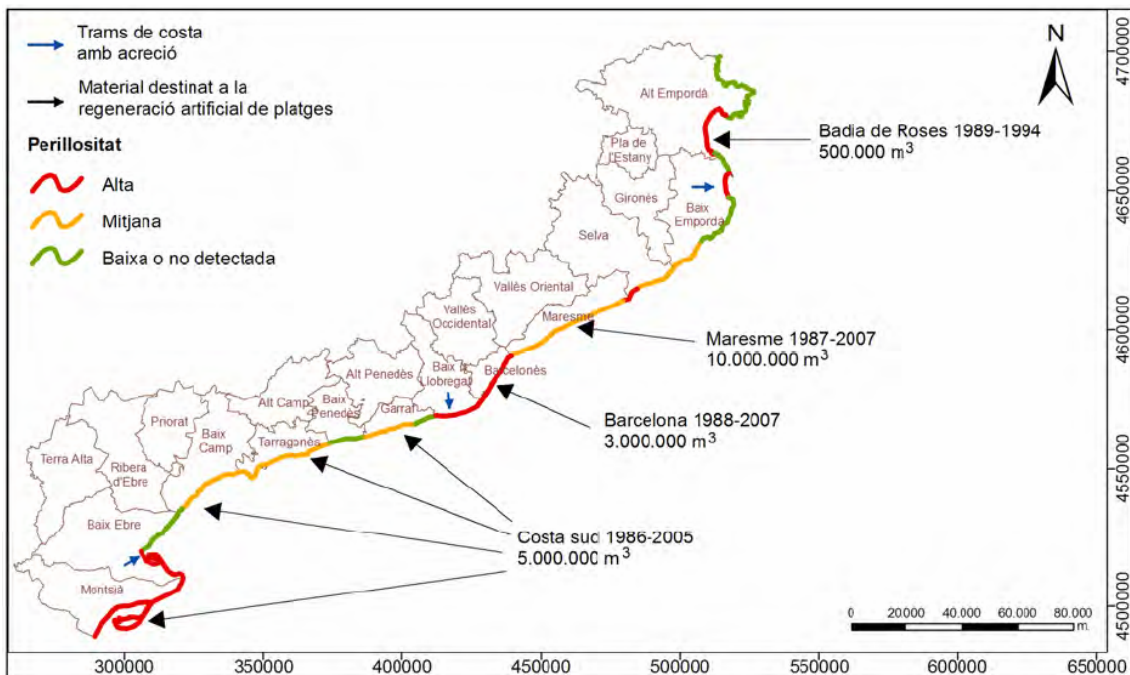 Trams de costa
amb acreció
Material destinat a la
regeneració artificial de platges
Perillositat
Alta
Mitjana
Baixa o no detectada
N
Alt Empordà
Pla de
l'Estany
Gironès
Baix
Empordà
Selva
Vallès Oriental
Vallès
Occidental
Maresme
Barcelonès
Baix
Llobregat
Alt Penedès
Garraf
Baix
Penedès
Alt Camp
Tarragonès
Baix
Camp
Priorat
Ribera
d'Ebre
Terra Alta
Baix Ebre
Montsià
Badia de Roses 1989-1994
500.000 m³
Maresme 1987-2007
10.000.000 m³
Barcelona 1988-2007
3.000.000 m³
Costa sud 1986-2005
5.000.000 m³
0 20.000 40.000 60.000 80.000
m.
4700000
4650000
4600000
4550000
4500000
300000 350000 400000 450000 500000 550000 600000 650000